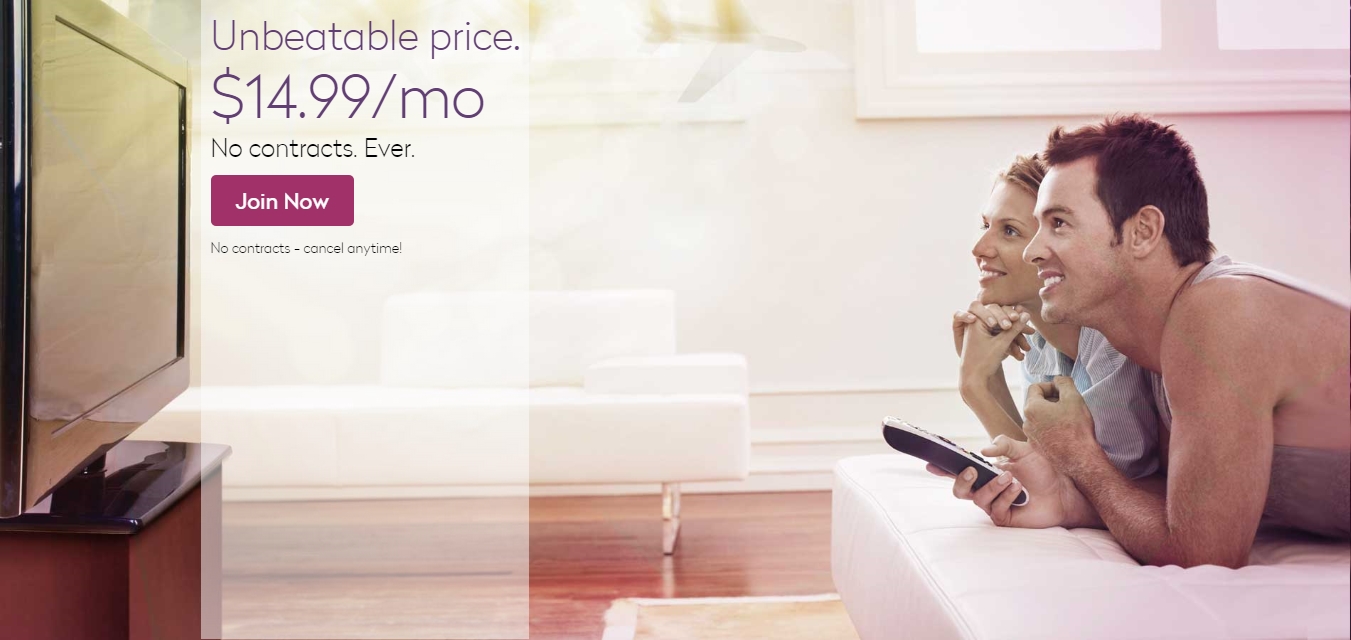 Unbeatable price.
$14.99/mo
No contracts. Ever.
Join Now
No contracts - cancel anytime!